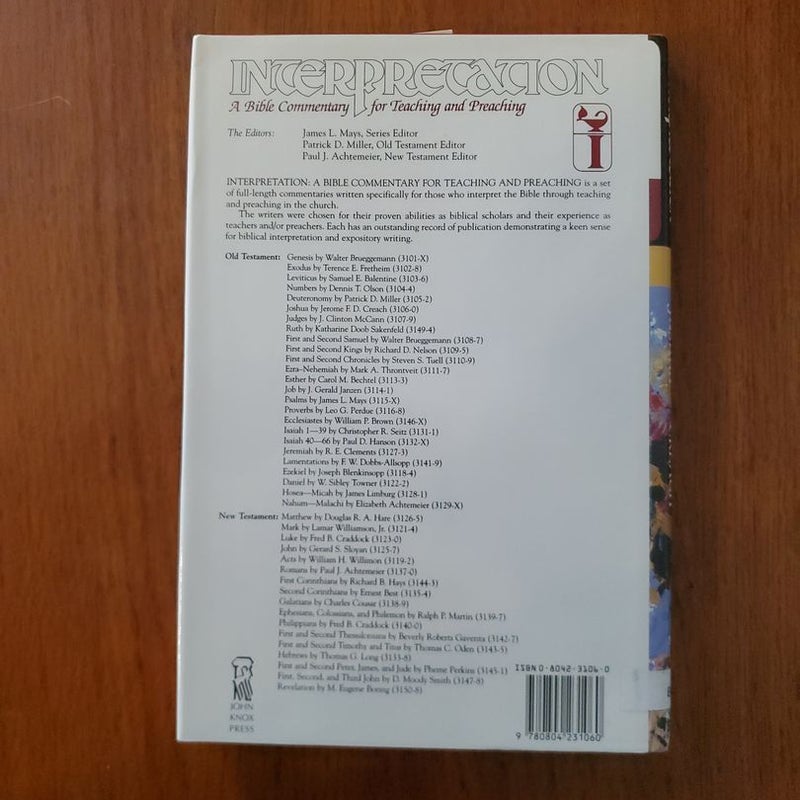 INTERPRETATION
A Bible Commentary for Teaching and Preaching
The Editors: James L. Mays, Series Editor
Patrick D. Miller, Old Testament Editor
Paul J. Achtemeier, New Testament Editor
I
INTERPRETATION: A BIBLE COMMENTARY FOR TEACHING AND PREACHING is a set
of full-length commentaries written specifically for those who interpret the Bible through teaching
and preaching in the church.
The writers were chosen for their proven abilities as biblical scholars and their experience as
teachers and/or preachers. Each has an outstanding record of publication demonstrating a keen sense
for biblical interpretation and expository writing.
Old Testament: Genesis by Walter Brueggemann (3101-X)
Exodus by Terence E. Fretheim (3102-8)
Leviticus by Samuel E. Balentine (3103-6)
Numbers by Dennis T. Olson (3104-4)
Deuteronomy by Patrick D. Miller (3105-2)
Joshua by Jerome F. D. Creach (3106-0)
Judges by J. Clinton McCann (3107-9)
Ruth by Katharine Doob Sakenfeld (3149-4)
First and Second Samuel by Walter Brueggemann (3108-7)
First and Second Kings by Richard D. Nelson (3109-5)
First and Second Chronicles by Steven S. Tuell (3110-9)
Ezra-Nehemiah by Mark A. Throntveit (3111-7)
Esther by Carol M. Bechtel (3113-3)
Job by J. Gerald Janzen (3114-1)
Psalms by James L. Mays (3115-X)
Proverbs by Leo G. Perdue (3116-8)
Ecclesiastes by William P. Brown (3146-X)
Isaiah 1—39 by Christopher R. Seitz (3131-1)
Isaiah 40—66 by Paul D. Hanson (3132-X)
Jeremiah by R. E. Clements (3127-3)
Lamentations by F. W. Dobbs-Allsopp (3141-9)
Ezekiel by Joseph Blenkinsopp (3118-4)
Daniel by W. Sibley Towner (3122-2)
Hosea—Micah by James Limburg (3128-1)
Nahum—Malachi by Elizabeth Achtemeier (3129-X)
New Testament: Matthew by Douglas R. A. Hare (3126-5)
Mark by Lamar Williamson, Jr. (3121-4)
Luke by Fred B. Craddock (3123-0)
John by Gerard S. Sloyan (3125-7)
Acts by William H. Willimon (3119-2)
Romans by Paul J. Achtemeier (3137-0)
First Corinthians by Richard B. Hays (3144-3)
Second Corinthians by Ernest Best (3135-4)
Galatians by Charles Cousar (3138-9)
Ephesians, Colossians, and Philemon by Ralph P. Martin (3139-7)
Philippians by Fred B. Craddock (3140-0)
First and Second Thessalonians by Beverly Roberts Gaventa (3142-7)
First and Second Timothy and Titus by Thomas C. Oden (3143-5)
Hebrews by Thomas G. Long (3133-8)
First and Second Peter, James, and Jude by Pheme Perkins (3145-1)
First, Second, and Third John by D. Moody Smith (3147-8)
Revelation by M. Eugene Boring (3150-8)
JOHN
KNOX
PRESS
ISBN 0-8042-3106-0
9 780804 231060